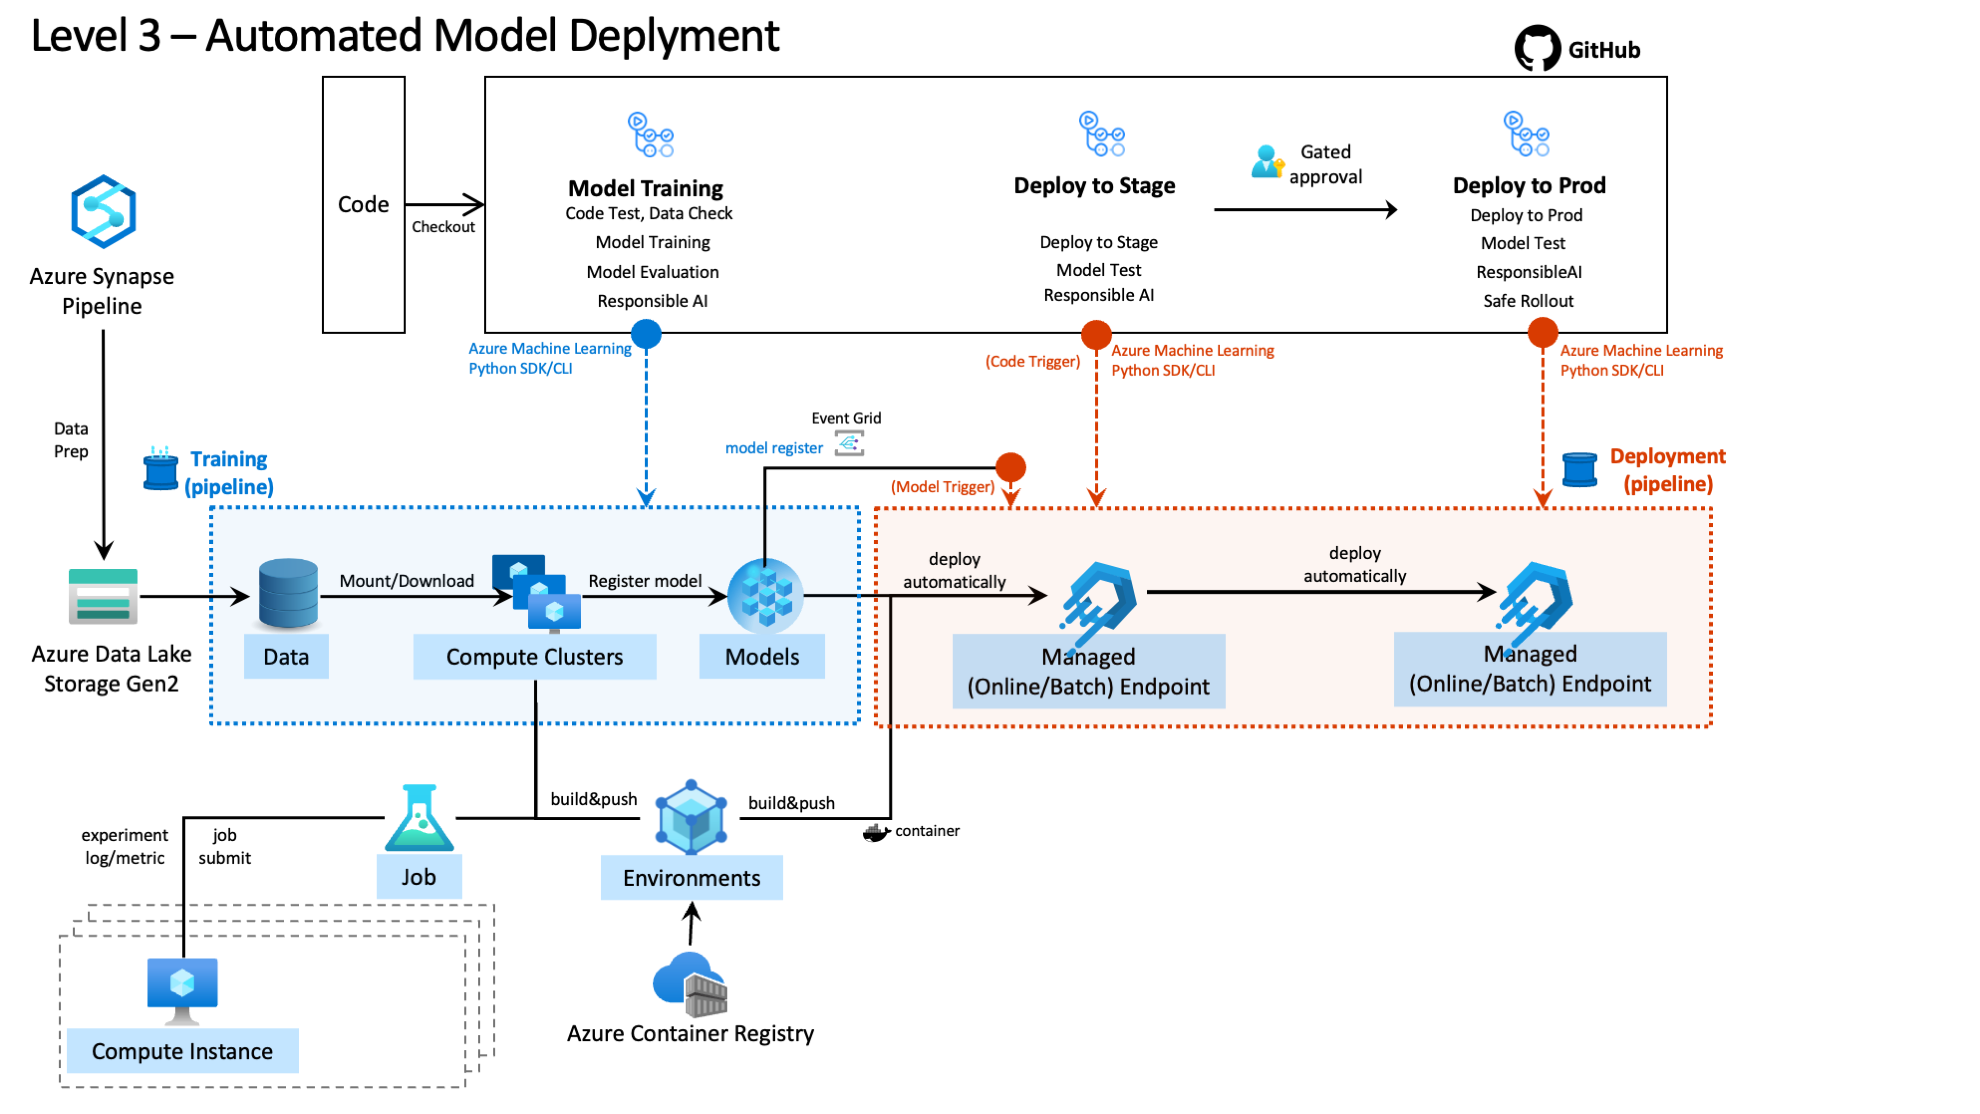 Level 3 – Automated Model Deplyment
GitHub
Code
Checkout
Model Training
Code Test, Data Check
Model Training
Model Evaluation
Responsible AI
Deploy to Stage
Deploy to Stage
Model Test
Responsible AI
Gated
approval
Deploy to Prod
Deploy to Prod
Model Test
ResponsibleAI
Safe Rollout
Azure Synapse
Pipeline
Azure Machine Learning
Python SDK/CLI
(Code Trigger)
Azure Machine Learning
Python SDK/CLI
Azure Machine Learning
Python SDK/CLI
Data
Prep
Training
(pipeline)
Event Grid
model register
(Model Trigger)
Deployment
(pipeline)
Azure Data Lake
Storage Gen2
Data
Mount/Download
Compute Clusters
Register model
Models
deploy
automatically
Managed
(Online/Batch) Endpoint
deploy
automatically
Managed
(Online/Batch) Endpoint
experiment
log/metric
job
submit
Job
build&push
Environments
build&push
container
Compute Instance
Azure Container Registry